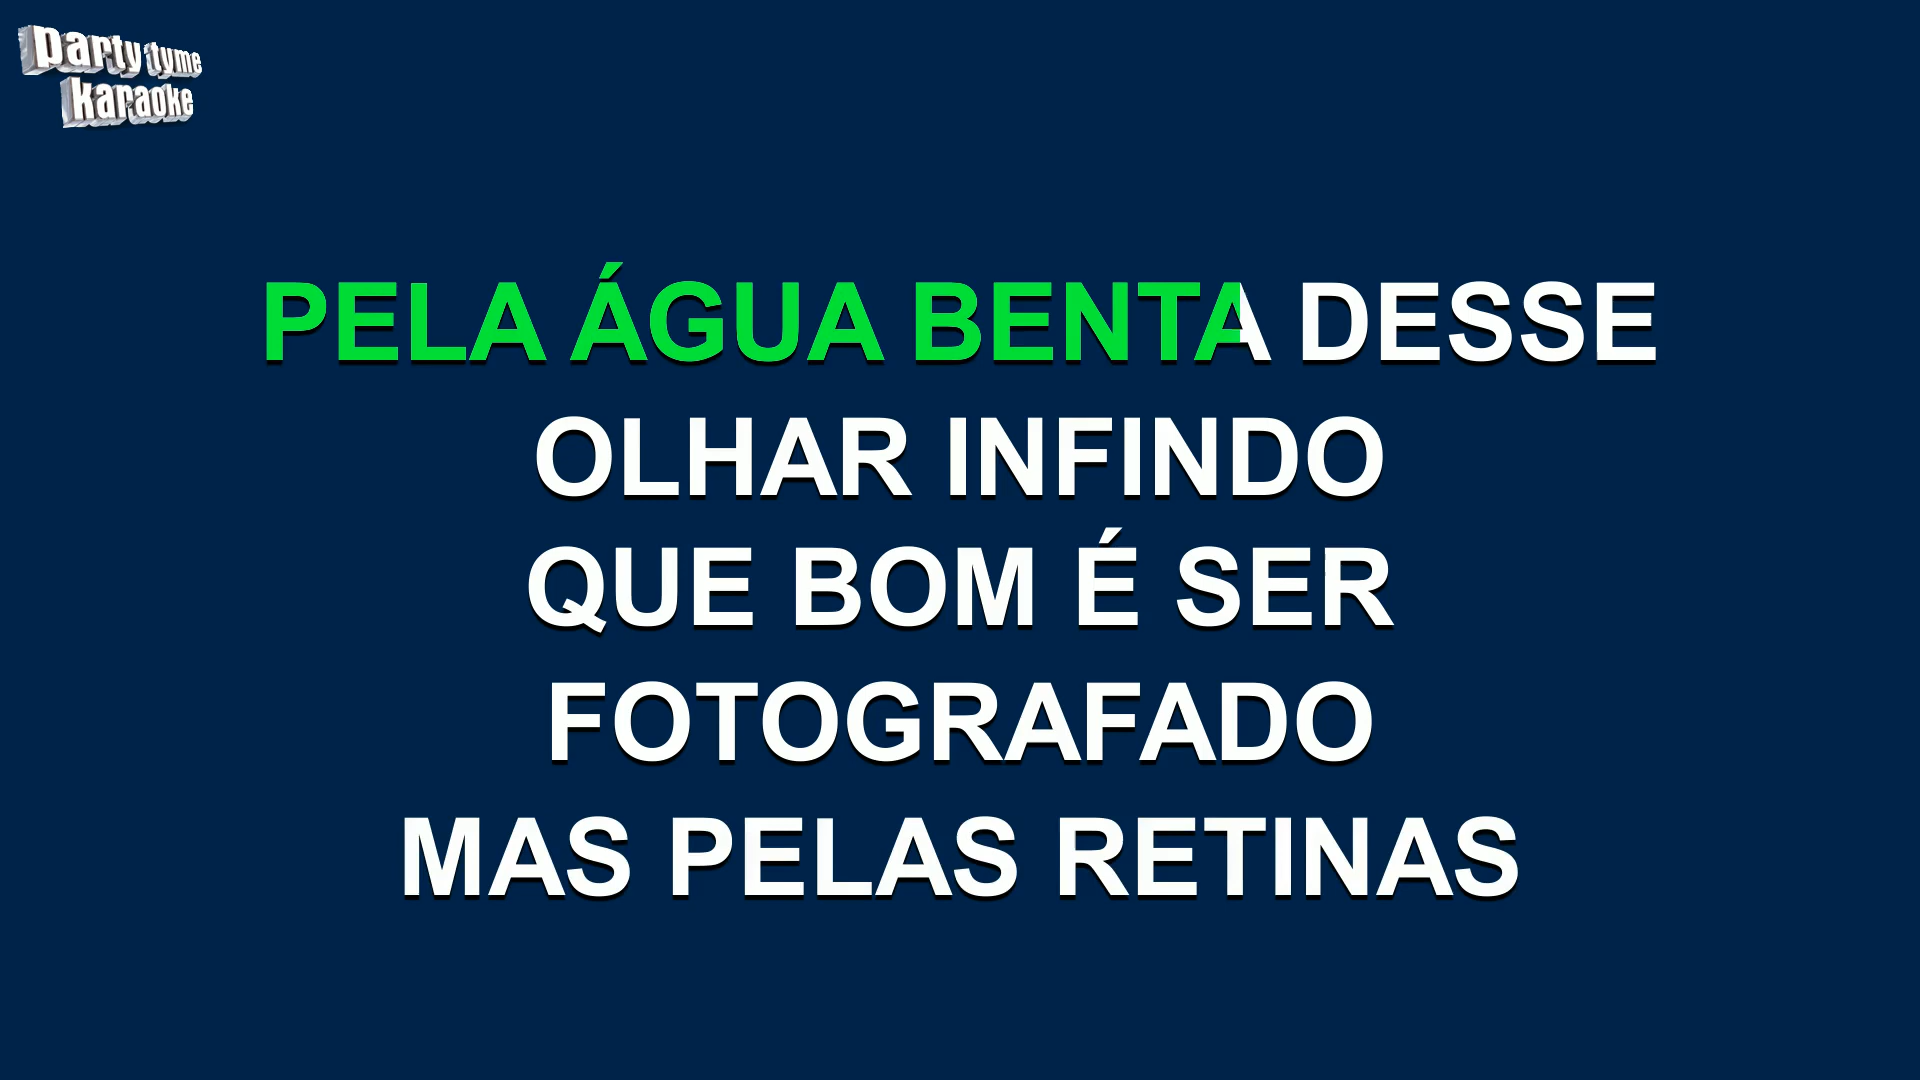 party tyme
karaoke
PELA ÁGUA BENTA DESSE
OLHAR INFINDO
QUE BOM É SER
FOTOGRAFADO
MAS PELAS RETINAS